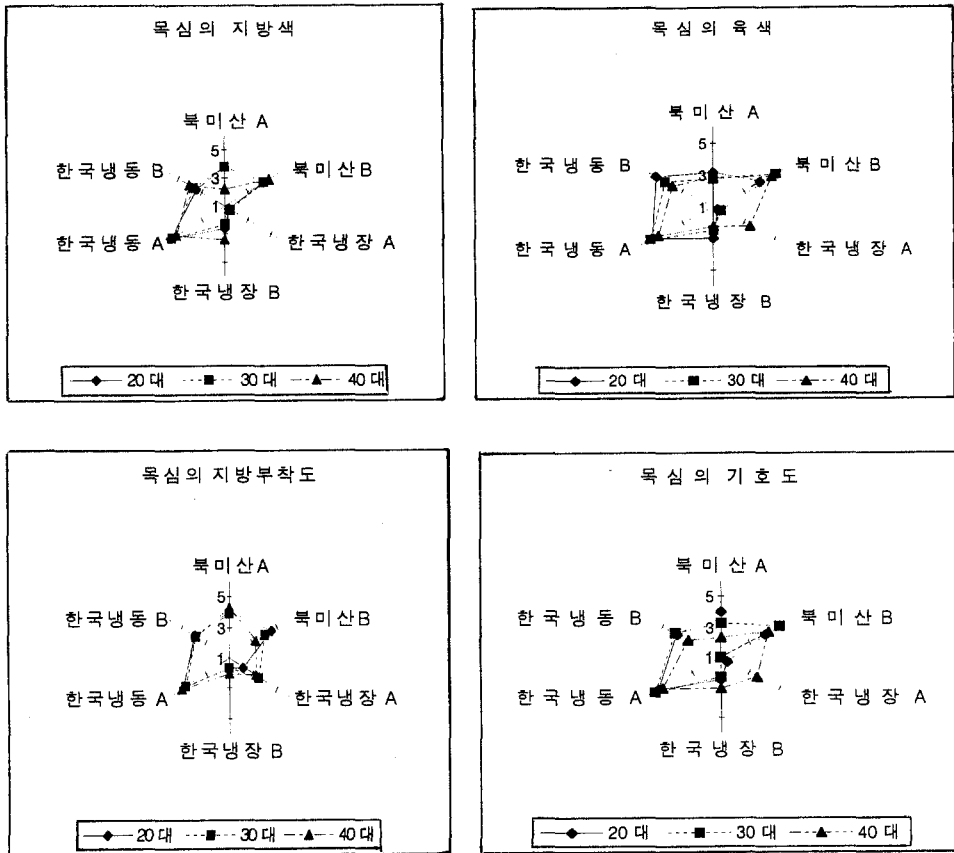 목심의 지방색
북미산 A
5
한국냉동 B
북미산B
3
1
한국냉동 A
한국냉장 A
한국냉장 B
20 대 30 대 40 대
목심의 육색
북미산 A
5
한국냉동 B
북미산B
3
1
한국냉동 A
한국냉장 A
한국냉장 B
20 대 30 대 40 대
목심의 지방부착도
북미산A
5
한국냉동 B
북미산B
3
1
한국냉동 A
한국냉장 A
한국냉장 B
20 대 30 대 40 대
목심의 기호도
북미산 A
5
한국냉동 B
북미산B
3
1
한국냉동 A
한국냉장 A
한국냉장 B
20 대 30 대 40 대